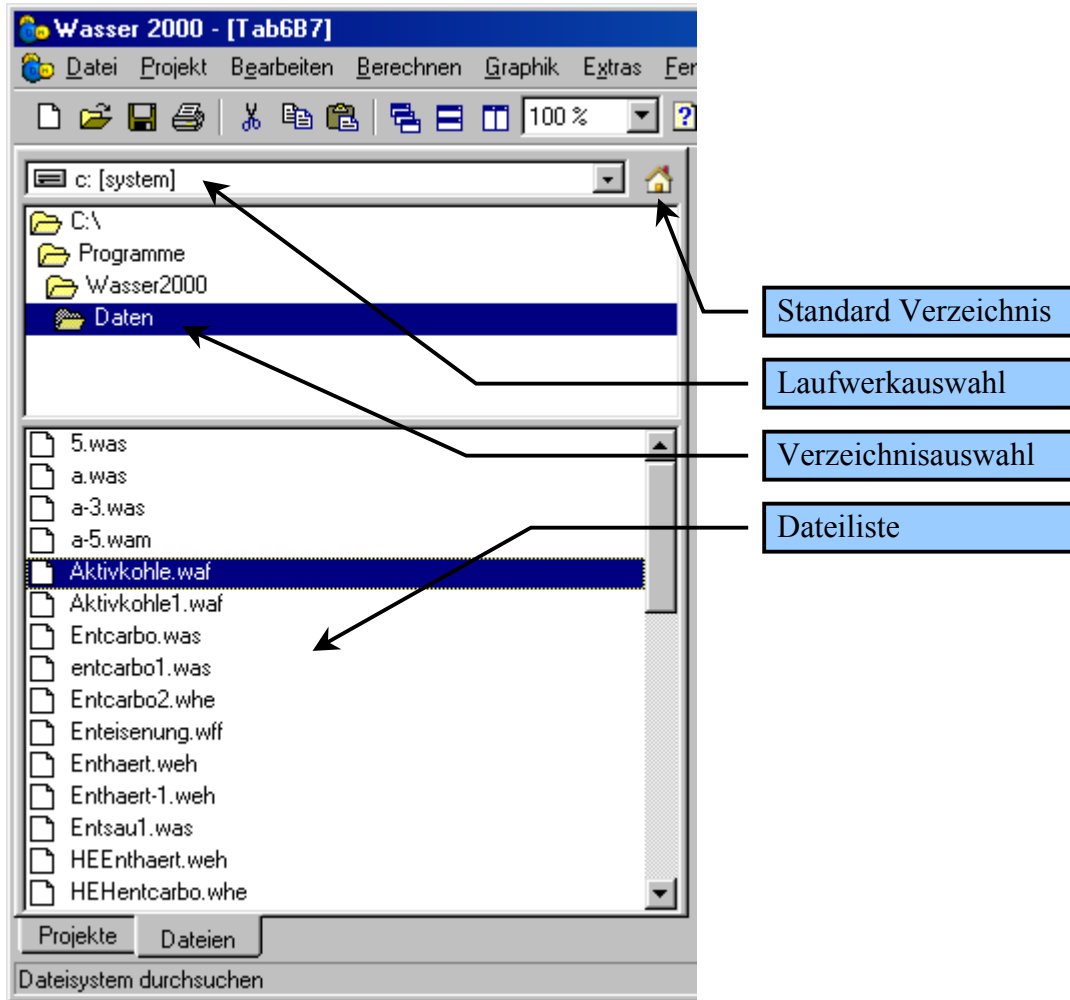 Wasser 2000 - [Tab6B7]
Datei Projekt Bearbeiten Berechnen Graphik Extras Fer
100 %
c: [system]
C:\
Programme
Wasser2000
Daten
Standard Verzeichnis
Laufwerkauswahl
Verzeichnisauswahl
Dateiliste
5.was
a.was
a-3.was
a-5.wam
Aktivkohle.waf
Aktivkohle1.waf
Entcarbo.was
entcarbo1.was
Entcarbo2.whe
Enteisenung.wff
Enthaert.weh
Enthaert-1.weh
Entsau1.was
HEEnthaert.weh
HEHentcarbo.whe
Projekte Dateien
Dateisystem durchsuchen